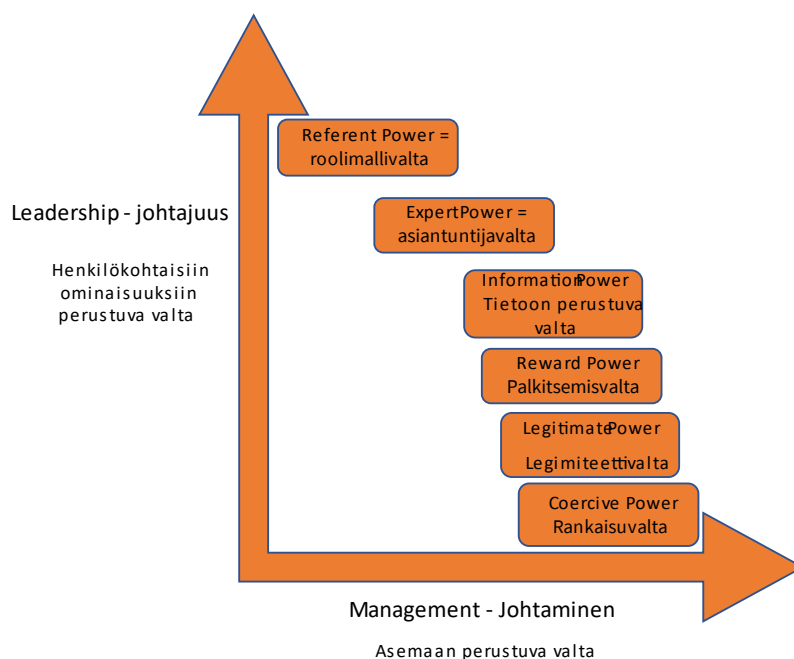 Referent Power =
roolimallivalta
Leadership - johtajuus
ExpertPower =
asiantuntijavalta
Henkilökohtaisiin
ominaisuuksiin
perustuva valta
InformationPower
Tietoon perustuva
valta
Reward Power
Palkitsemisvalta
LegitimatePower
Legimiteettivalta
Coercive Power
Rankaisuvalta
Management - Johtaminen
Asemaan perustuva valta